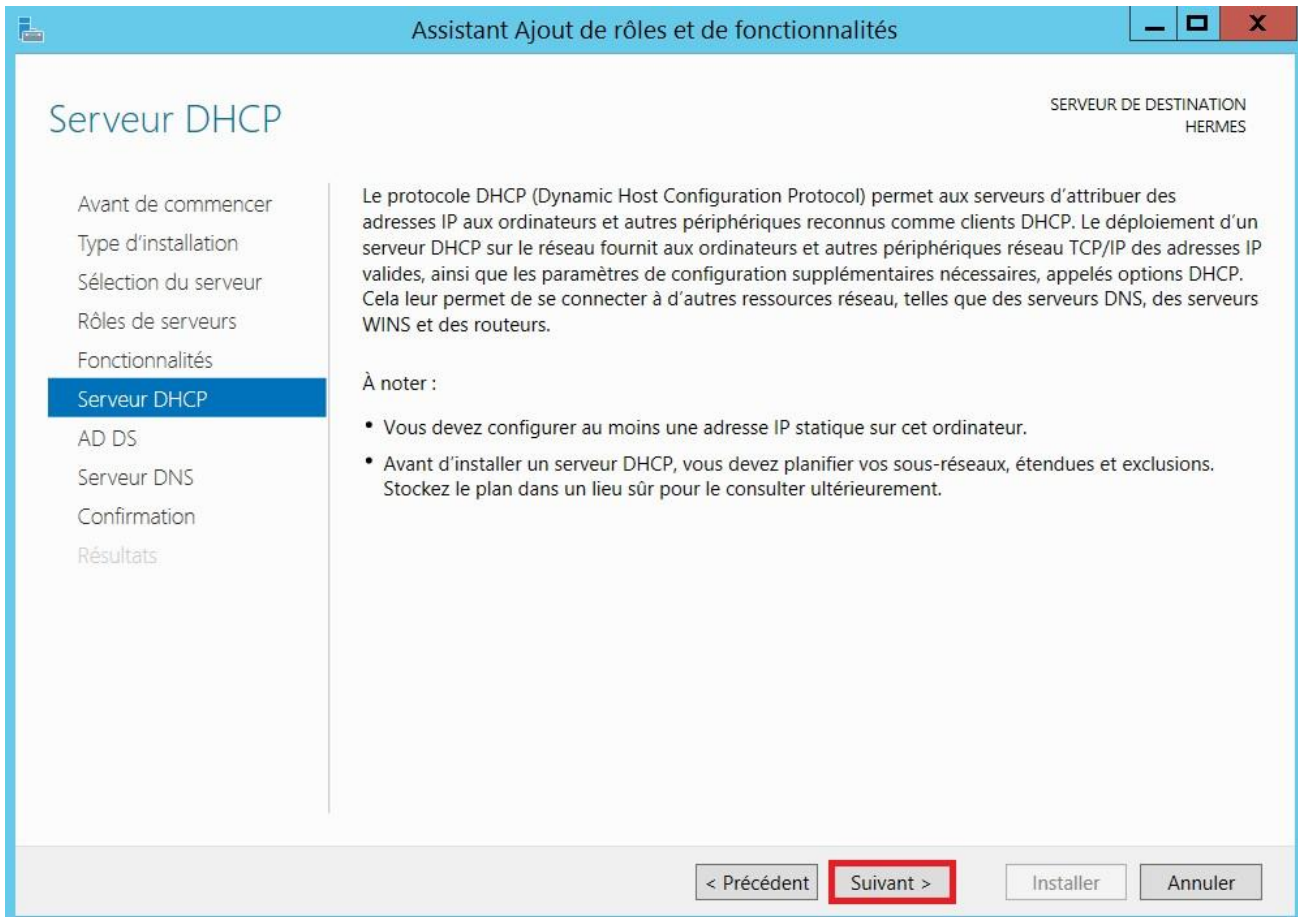 Assistant Ajout de rôles et de fonctionnalités
X
Serveur DHCP
SERVEUR DE DESTINATION
HERMES
Avant de commencer
Type d'installation
Sélection du serveur
Rôles de serveurs
Fonctionnalités
Serveur DHCP
AD DS
Serveur DNS
Confirmation
Résultats
Le protocole DHCP (Dynamic Host Configuration Protocol) permet aux serveurs d'attribuer des
adresses IP aux ordinateurs et autres périphériques reconnus comme clients DHCP. Le déploiement d'un
serveur DHCP sur le réseau fournit aux ordinateurs et autres périphériques réseau TCP/IP des adresses IP
valides, ainsi que les paramètres de configuration supplémentaires nécessaires, appelés options DHCP.
Cela leur permet de se connecter à d'autres ressources réseau, telles que des serveurs DNS, des serveurs
WINS et des routeurs.
À noter :
• Vous devez configurer au moins une adresse IP statique sur cet ordinateur.
• Avant d'installer un serveur DHCP, vous devez planifier vos sous-réseaux, étendues et exclusions.
Stockez le plan dans un lieu sûr pour le consulter ultérieurement.
< Précédent Suivant > Installer Annuler